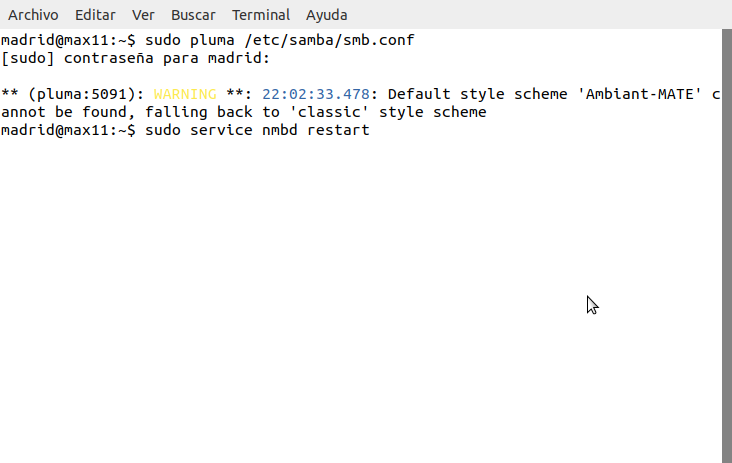 Archivo Editar Ver Buscar Terminal Ayuda
madrid@max11:~$ sudo pluma /etc/samba/smb.conf
[sudo] contraseña para madrid:
** (pluma:5091): WARNING **: 22:02:33.478: Default style scheme 'Ambiant-MATE' c
annot be found, falling back to 'classic' style scheme
madrid@max11:~$ sudo service nmbd restart